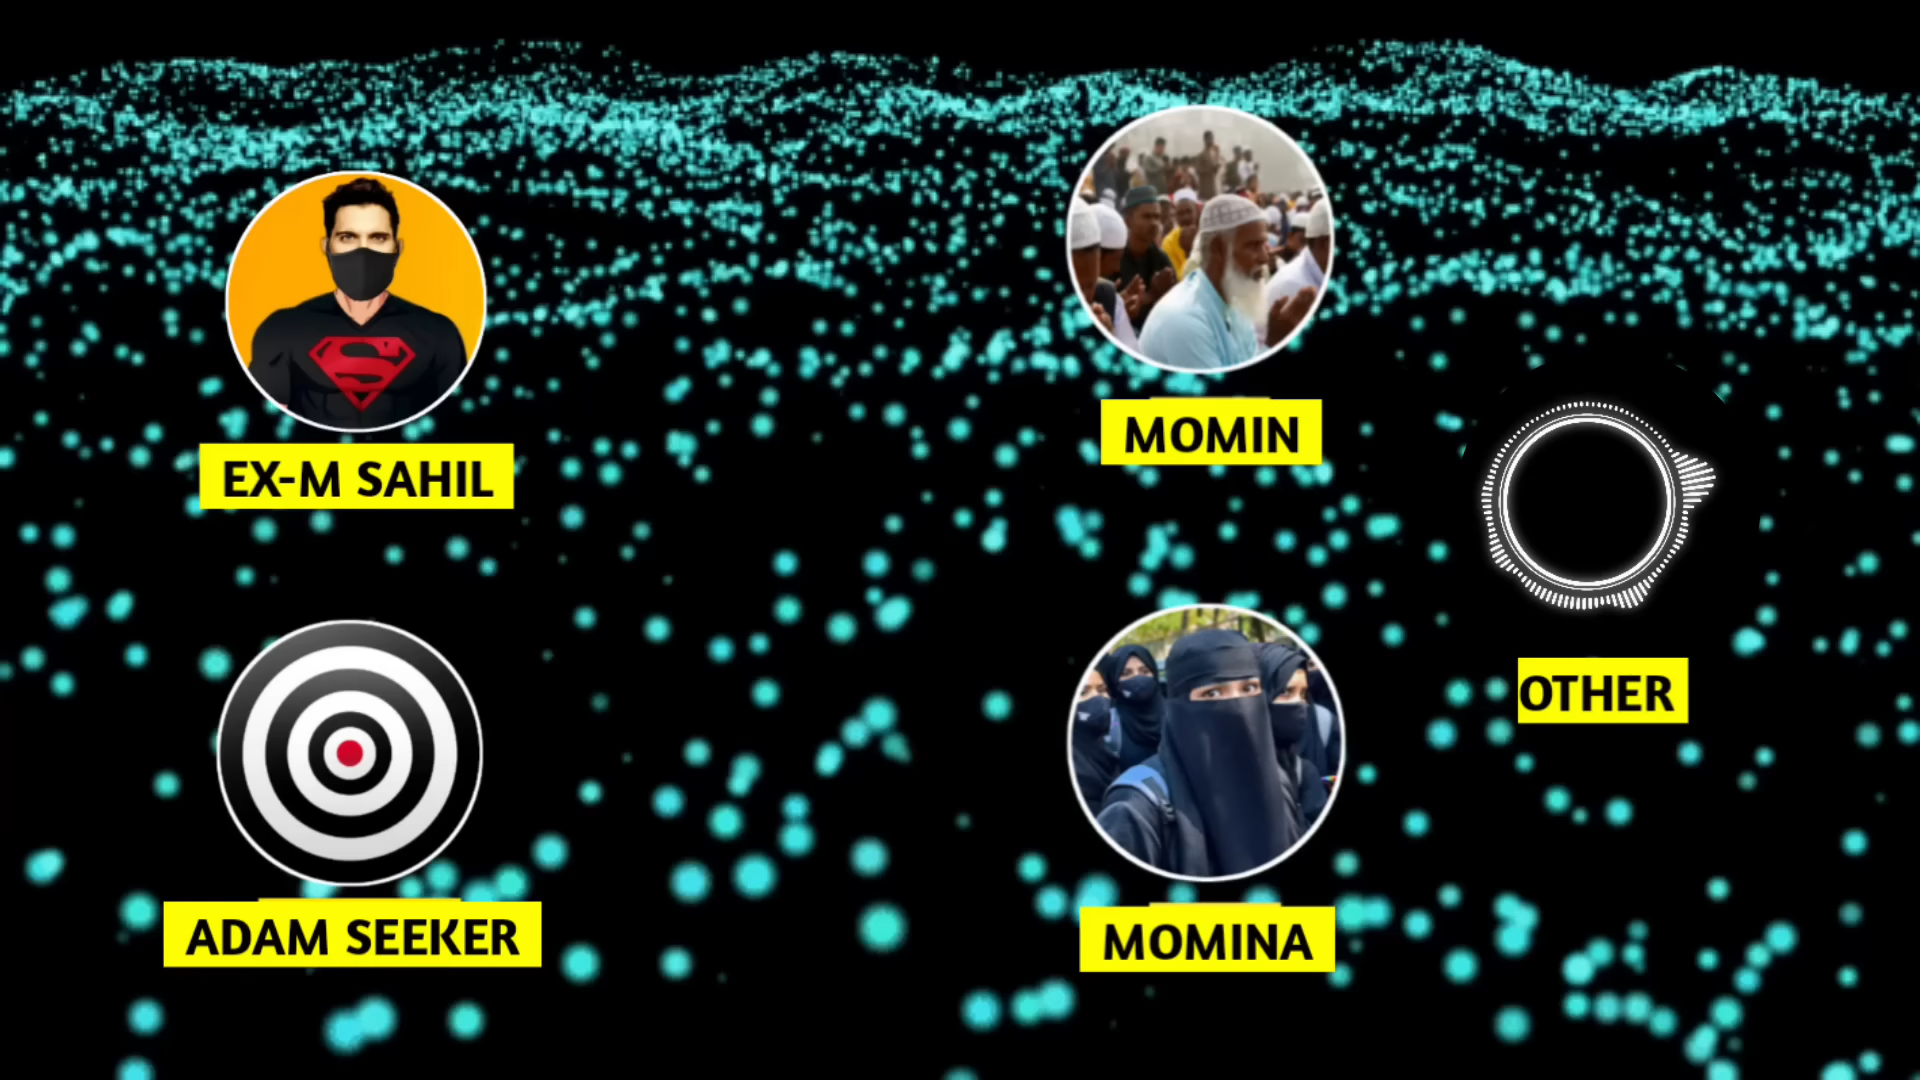 EX-M SAHIL
MOMIN
OTHER
ADAM SEEKER
MOMINA